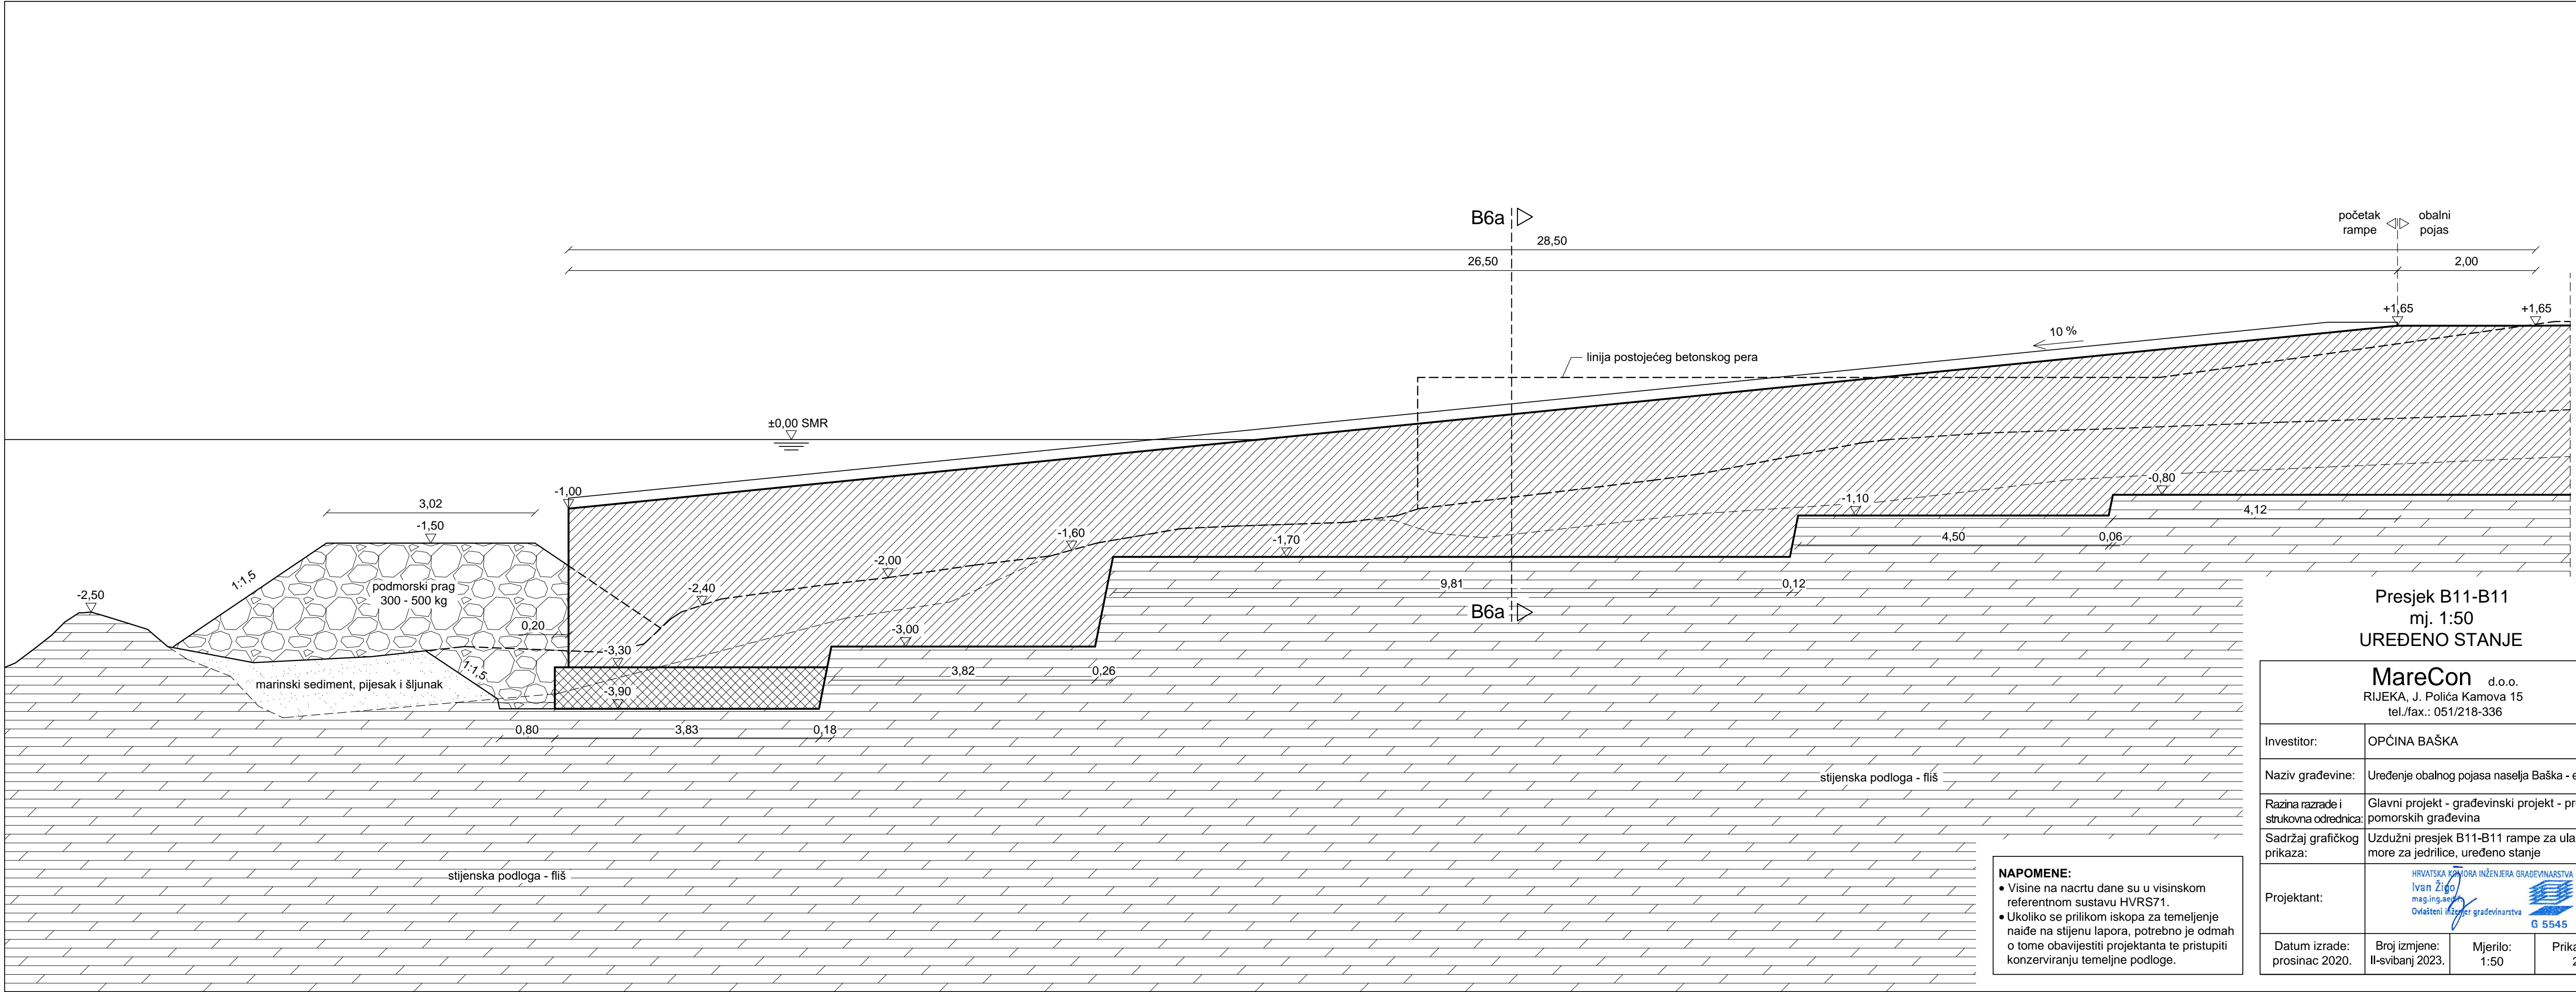 B6a
početak
rampe
obalni
pojas
28,50
26,50
2,00
+1,65
+1,65
10 %
linija postojećeg betonskog pera
±0,00 SMR
-1,00
3,02
-1,50
1:1,5
podmorski prag
300 - 500 kg
-2,50
0,20
-2,40
-2,00
-1,60
-1,70
-1,10
-0,80
4,12
4,50
0,06
9,81
0,12
B6a
-3,00
-3,30
3,82
0,26
1:1,5
marinski sediment, pijesak i šljunak
-3,90
0,80
3,83
0,18
stijenska podloga - fliš
stijenska podloga - fliš
NAPOMENE:
• Visine na nacrtu dane su u visinskom
referentnom sustavu HVRS71.
• Ukoliko se prilikom iskopa za temeljenje
naiđe na stijenu lapora, potrebno je odmah
o tome obavijestiti projektanta te pristupiti
konzerviranju temeljne podloge.
Presjek B11-B11
mj. 1:50
UREĐENO STANJE
MareCon d.o.o.
RIJEKA, J. Polića Kamova 15
tel./fax.: 051/218-336
Investitor: OPĆINA BAŠKA
Naziv građevine: Uređenje obalnog pojasa naselja Baška -
Razina razrade i
strukovna odrednica:
Glavni projekt - građevinski projekt -
pomorskih građevina
Sadržaj grafičkog
prikaza:
Uzdužni presjek B11-B11 rampe za
more za jedrilice, uređeno stanje
Projektant:
HRVATSKA KOMORA INŽENJERA GRAĐEVINARSTVA
Ivan Žigo
mag.ing.aedif.
Ovlašteni inženjer građevinarstva
G 5545
Datum izrade:
prosinac 2020.
Broj izmjene:
II-svibanj 2023.
Mjerilo:
1:50